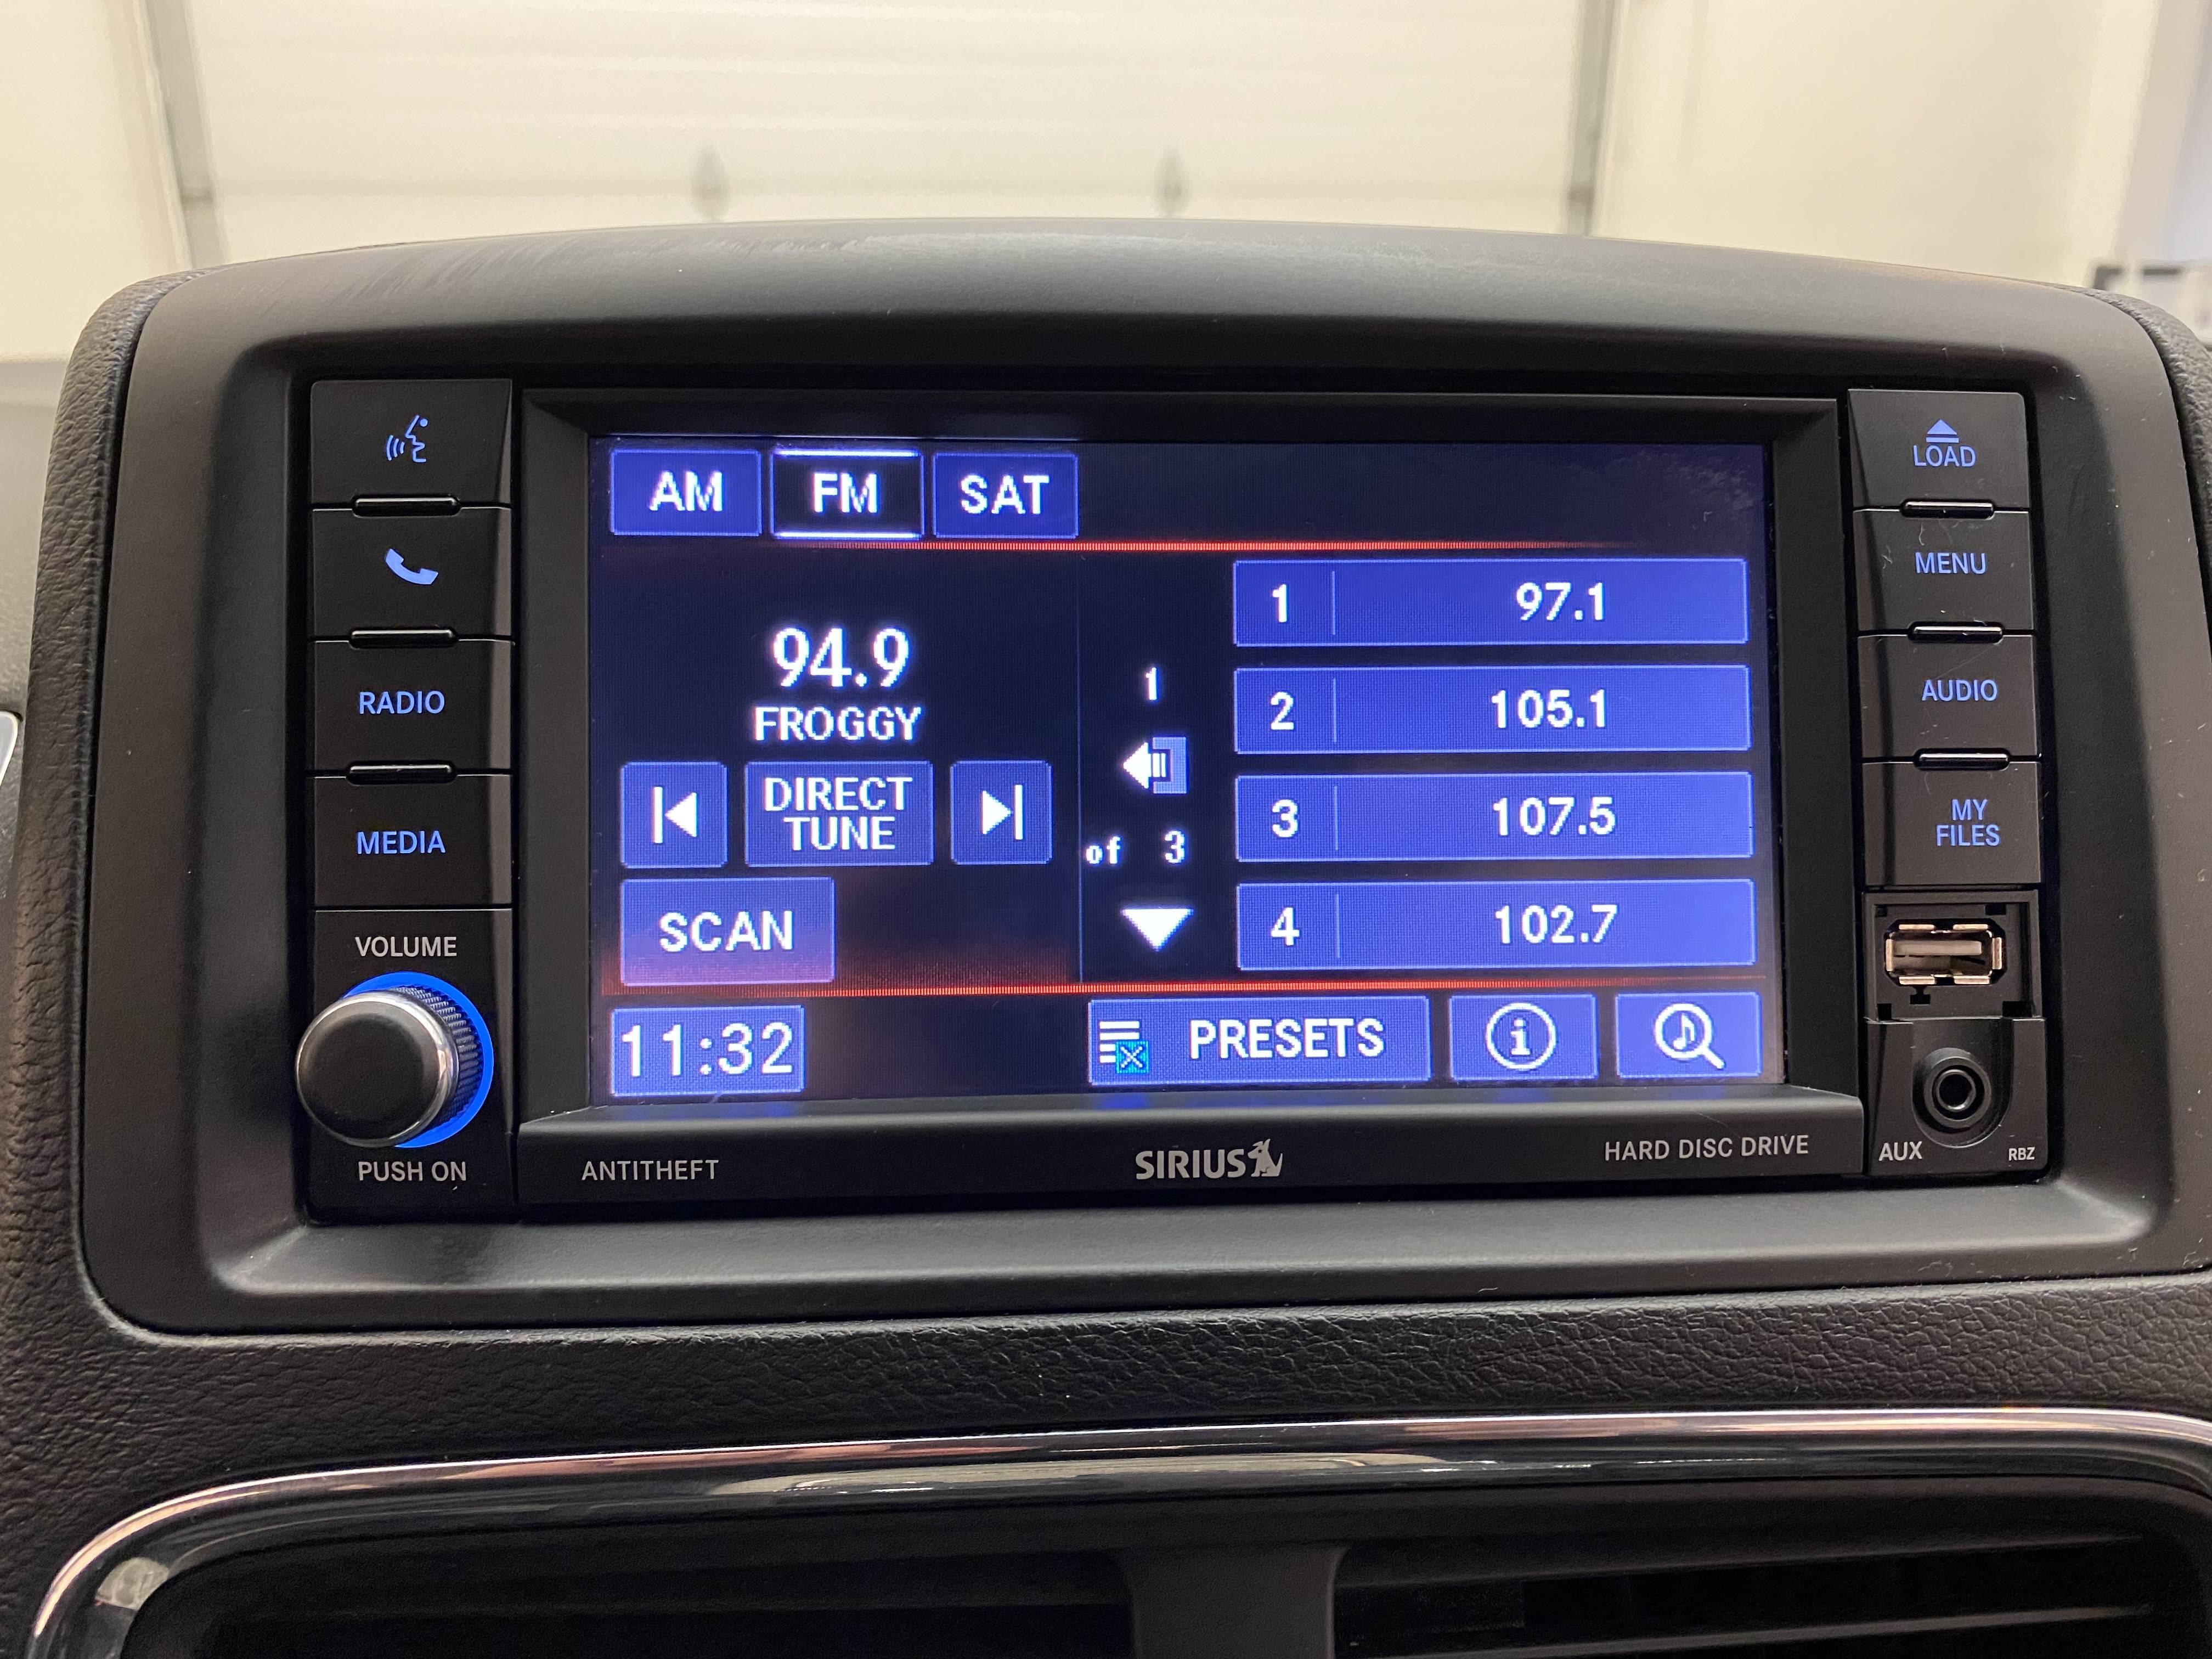 LOAD
MENU
AUDIO
MY
FILES
RADIO
MEDIA
VOLUME
PUSH ON
AM
FM
SAT
94.9
FROGGY
DIRECT
TUNE
SCAN
1
of 3
1 97.1
2 105.1
3 107.5
4 102.7
11:32
PRESETS
i
ANTITHEFT
SIRIUS
HARD DISC DRIVE
AUX
RBZ